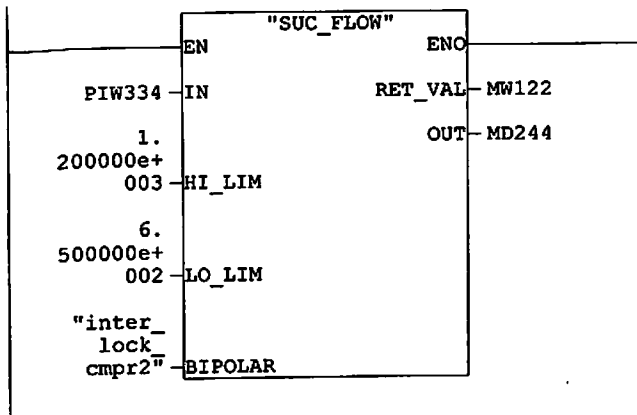 "SUC_FLOW"
EN ENO
PIW334 IN RET_VAL MW122
OUT MD244
1.
200000e+
003 HI_LIM
6.
500000e+
002 LO_LIM
"inter_
lock_
cmpr2" BIPOLAR